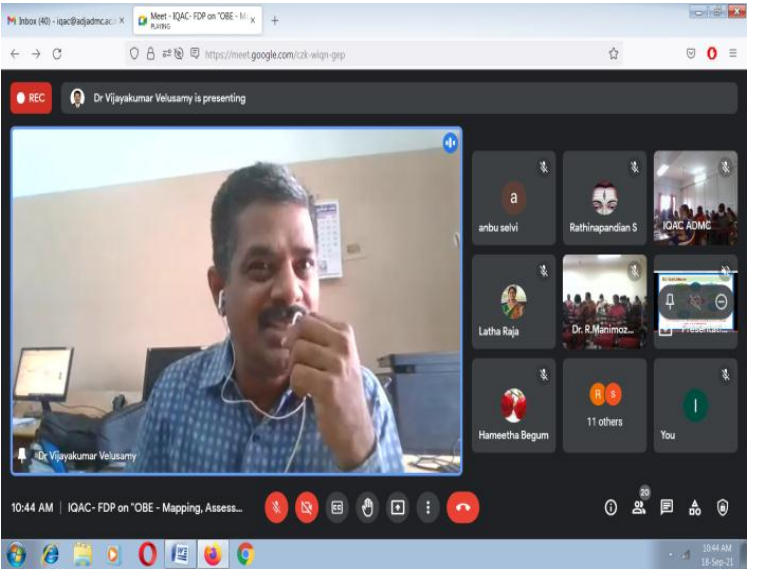 Inbox (40) - iqac@adjadmc.ac.i
Meet - IQAC- FDP on "OBE - M
PLAYING
https://meet.google.com/czk-wiqn-gep
REC
Dr Vijayakumar Velusamy is presenting
a
anbu selvi
Rathinapandian S
IQAC ADMC
Latha Raja
Dr. R.Manimoz...
Presentati...
Hameetha Begum
R S
11 others
I
You
Dr Vijayakumar Velusamy
10:44 AM | IQAC- FDP on "OBE - Mapping, Assess...
20
10:44 AM
18-Sep-21